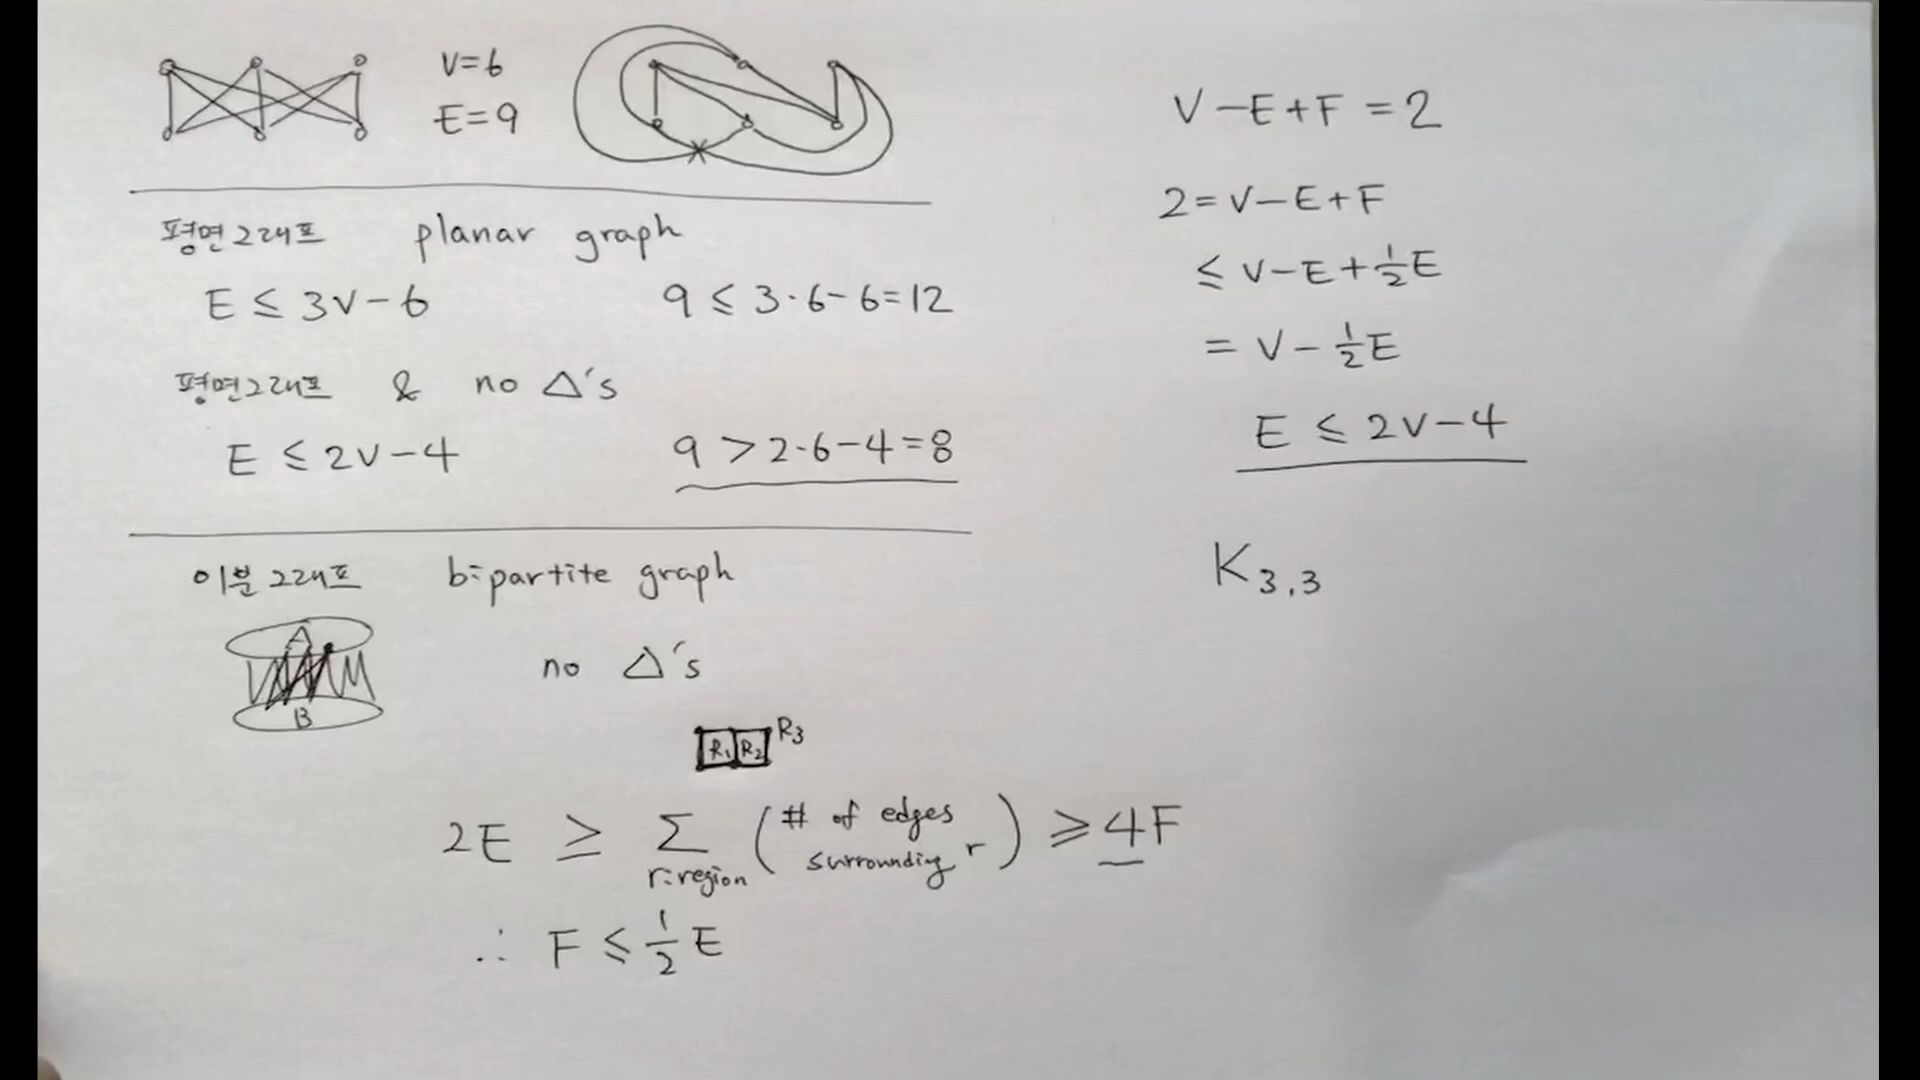 V=6
E=9
평면그래프 planar graph
E ≤ 3V-6 9 ≤ 3·6-6=12
평면그래프 & no △'s
E ≤ 2V-4 9 > 2·6-4=8
이분그래프 bipartite graph
A
B
no △'s
R₁ R₂ R₃
2E ≥ Σ (# of edges surrounding r) ≥ 4F
r:region
∴ F ≤ ½E
V-E+F=2
2=V-E+F
≤ V-E+½E
= V-½E
E ≤ 2V-4
K₃,₃